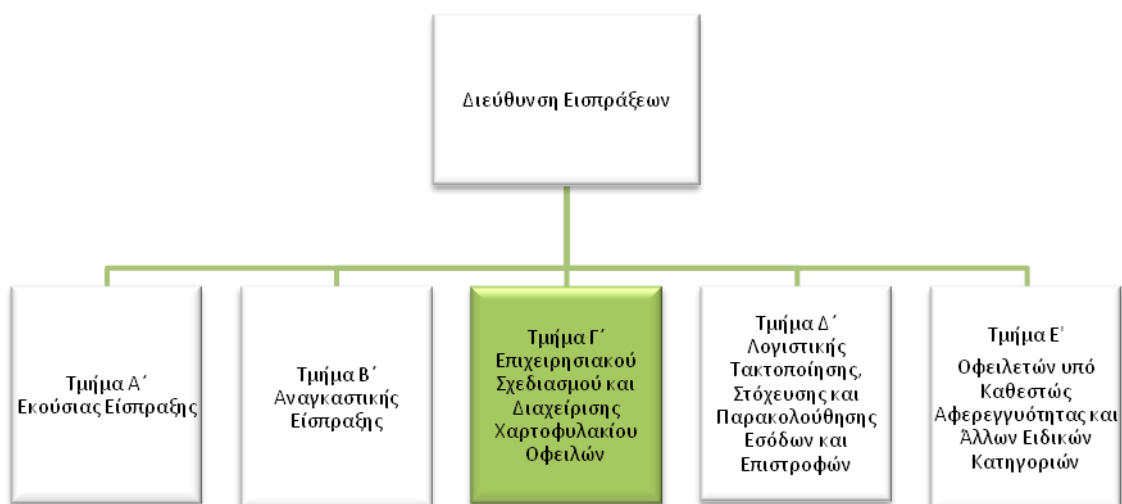 Διεύθυνση Εισπράξεων
Τμήμα Α΄
Εκούσιας Είσπραξης
Τμήμα Β΄
Αναγκαστικής
Είσπραξης
Τμήμα Γ΄
Επιχειρησιακού
Σχεδιασμού και
Διαχείρισης
Χαρτοφυλακίου
Οφειλών
Τμήμα Δ΄
Λογιστικής
Τακτοποίησης,
Στόχευσης και
Παρακολούθησης
Εσόδων και
Επιστροφών
Τμήμα Ε'
Οφειλετών υπό
Καθεστώς
Αφερεγγυότητας και
Άλλων Ειδικών
Κατηγοριών